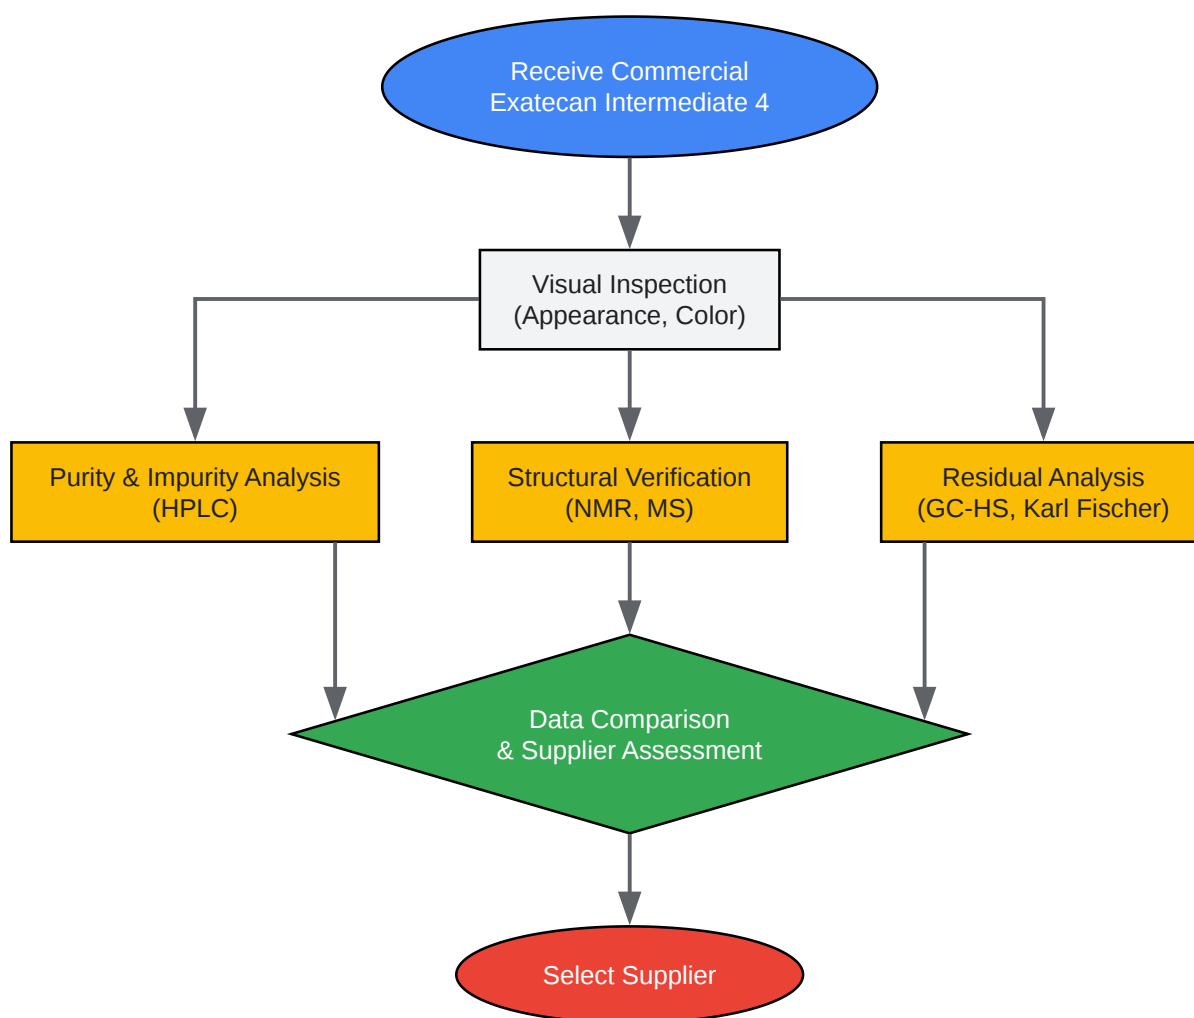 Receive Commercial
Exatecan Intermediate 4
Visual Inspection
(Appearance, Color)
Purity & Impurity Analysis
(HPLC)
Structural Verification
(NMR, MS)
Residual Analysis
(GC-HS, Karl Fischer)
Data Comparison
& Supplier Assessment
Select Supplier